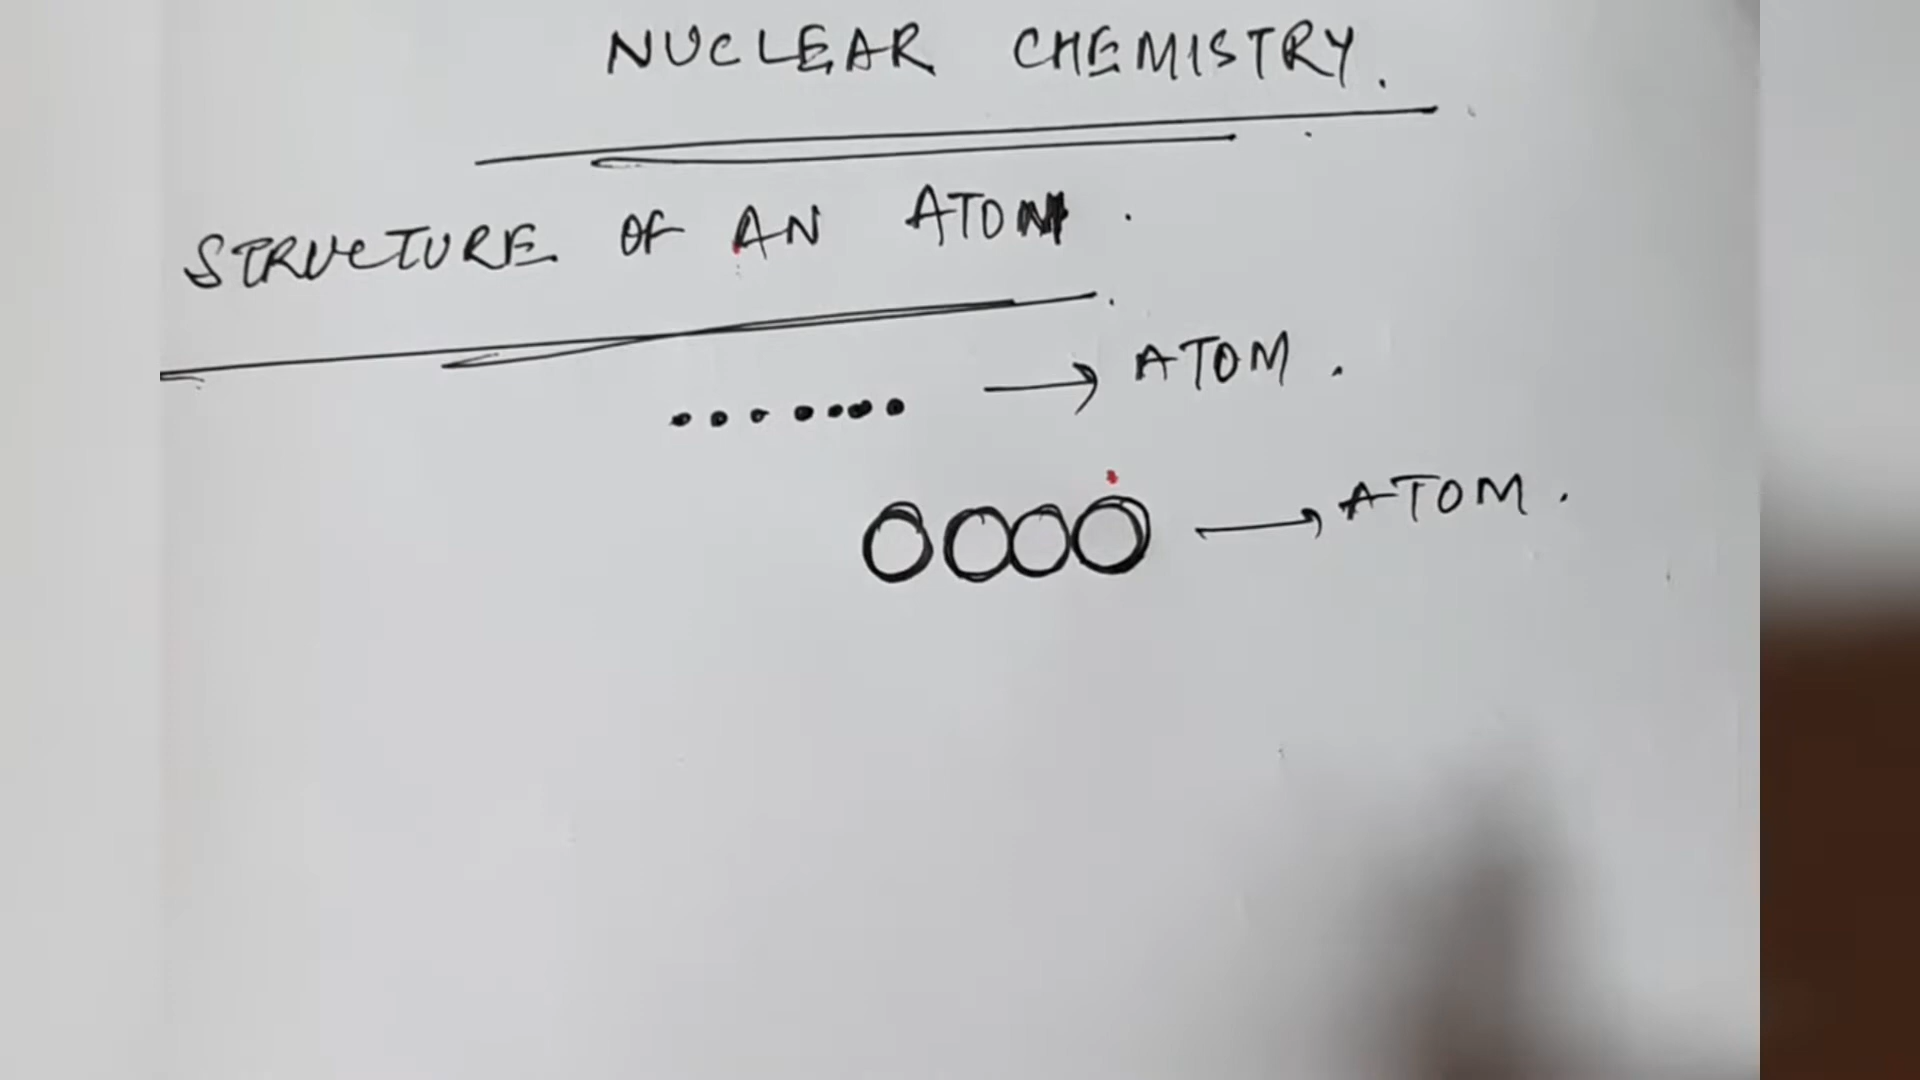 NUCLEAR CHEMISTRY.
STRUCTURE OF AN ATOM.
→ ATOM.
→ ATOM.